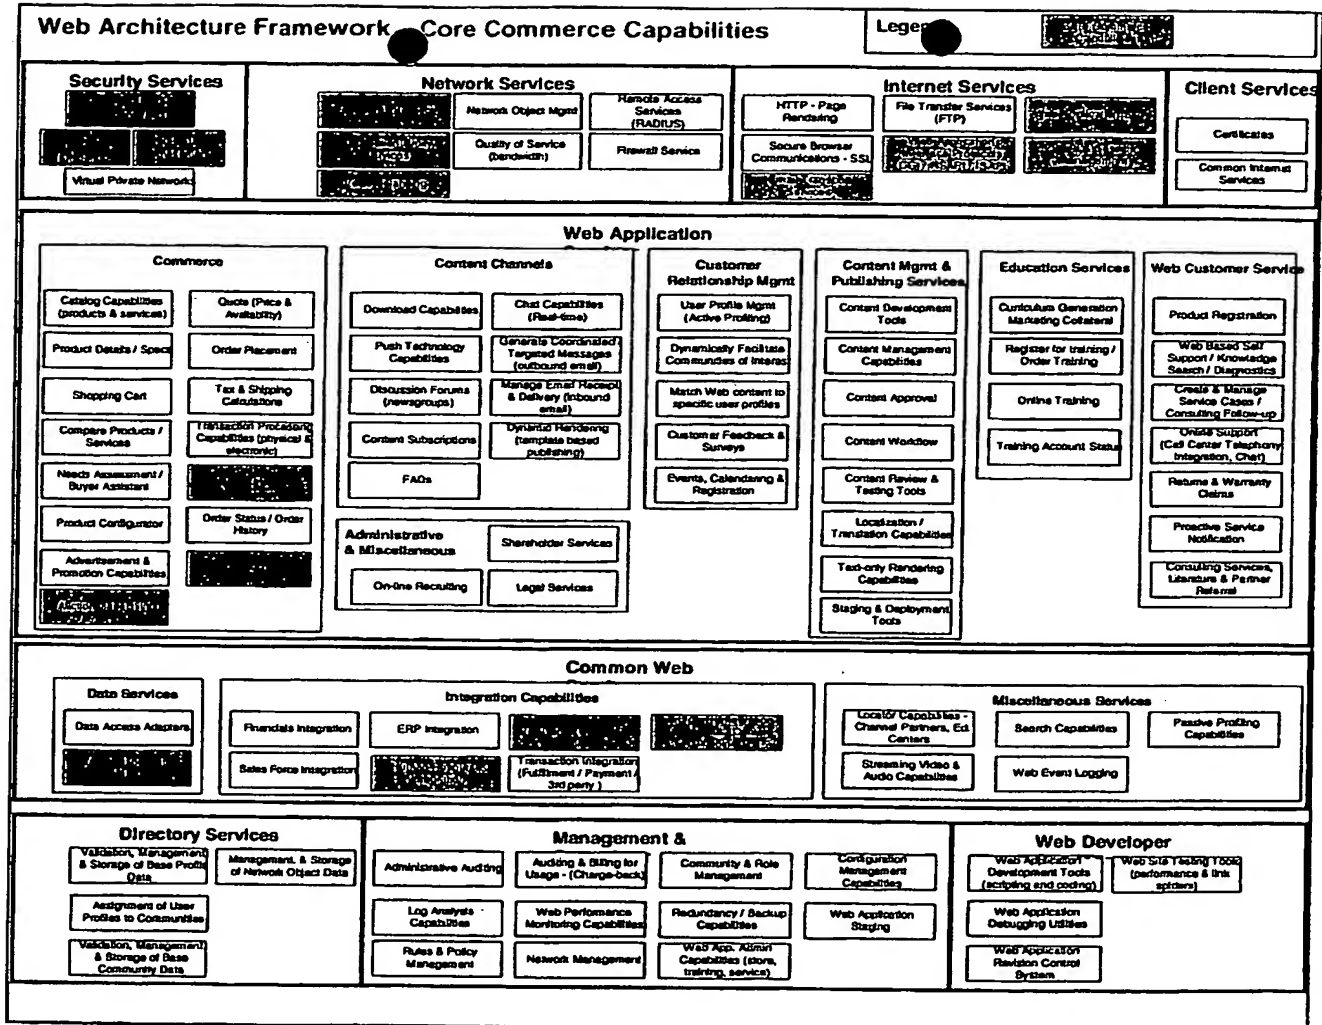 Web Architecture Framework Core Commerce Capabilities
Security Services
Virtual Private Networks
Network Services
Network Object Mgmt
Remote Access
Services
(RADIUS)
Quality of Service
(bandwidth)
Firewall Service
Internet Services
HTTP - Page
Rendering
File Transfer Services
(FTP)
Secure Browser
Communications - SSL
Client Services
Certificates
Common Internet
Services
Web Application
Commerce
Catalog Capabilities
(products & services)
Quote (Price &
Availability)
Product Details / Specs
Order Placement
Shopping Cart
Tax & Shipping
Calculations
Compare Products /
Services
Transaction Processing
Capabilities (physical &
electronic)
Needs Assessment /
Buyer Assistant
Product Configurator
Order Status / Order
History
Advertisement &
Promotion Capabilities
Content Channels
Download Capabilities
Chat Capabilities
(Real-time)
Push Technology
Capabilities
Generate Coordinated /
Targeted Messages
(outbound email)
Discussion Forums
(newsgroups)
Manage Email Receipt
& Delivery (inbound
email)
Content Subscriptions
Dynamic Rendering
(template based
publishing)
FAQs
Administrative
& Miscellaneous
Shareholder Services
On-line Recruiting
Legal Services
Customer
Relationship Mgmt
User Profile Mgmt
(Active Profiling)
Dynamically Facilitate
Communities of Interest
Match Web content to
specific user profiles
Customer Feedback &
Surveys
Events, Calendaring &
Registration
Content Mgmt &
Publishing Services
Content Development
Tools
Content Management
Capabilities
Content Approval
Content Workflow
Content Review &
Testing Tools
Localization /
Translation Capabilities
Text-only Rendering
Capabilities
Staging & Deployment
Tools
Education Services
Curriculum Generation
Marketing Collateral
Register for training /
Order Training
Online Training
Training Account Status
Web Customer Service
Product Registration
Web Based Self
Support / Knowledge
Search / Diagnostics
Create & Manage
Service Cases /
Consulting Follow-up
Online Support
(Call Center Telephony
Integration, Chat)
Returns & Warranty
Claims
Proactive Service
Notification
Consulting Services,
Literature & Partner
Referral
Common Web
Data Services
Data Access Adapters
Integration Capabilities
Financials Integration
ERP Integration
Sales Force Integration
Transaction Integration
(Fulfillment / Payment /
3rd party )
Miscellaneous Services
Locator Capabilities -
Channel Partners, Ed.
Centers
Search Capabilities
Passive Profiling
Capabilities
Streaming Video &
Audio Capabilities
Web Event Logging
Directory Services
Validation, Management
& Storage of Base Profile
Data
Management, & Storage
of Network Object Data
Assignment of User
Profiles to Communities
Validation, Management
& Storage of Base
Community Data
Management &
Administrative Auditing
Auditing & Billing for
Usage - (Charge-back)
Community & Role
Management
Configuration
Management
Capabilities
Log Analysis
Capabilities
Web Performance
Monitoring Capabilities
Redundancy / Backup
Capabilities
Web Application
Staging
Rules & Policy
Management
Network Management
Web App. Admin
Capabilities (store,
training, service)
Web Developer
Web Application
Development Tools
(scripting and coding)
Web Site Testing Tools
(performance & link
spiders)
Web Application
Debugging Utilities
Web Application
Revision Control
System